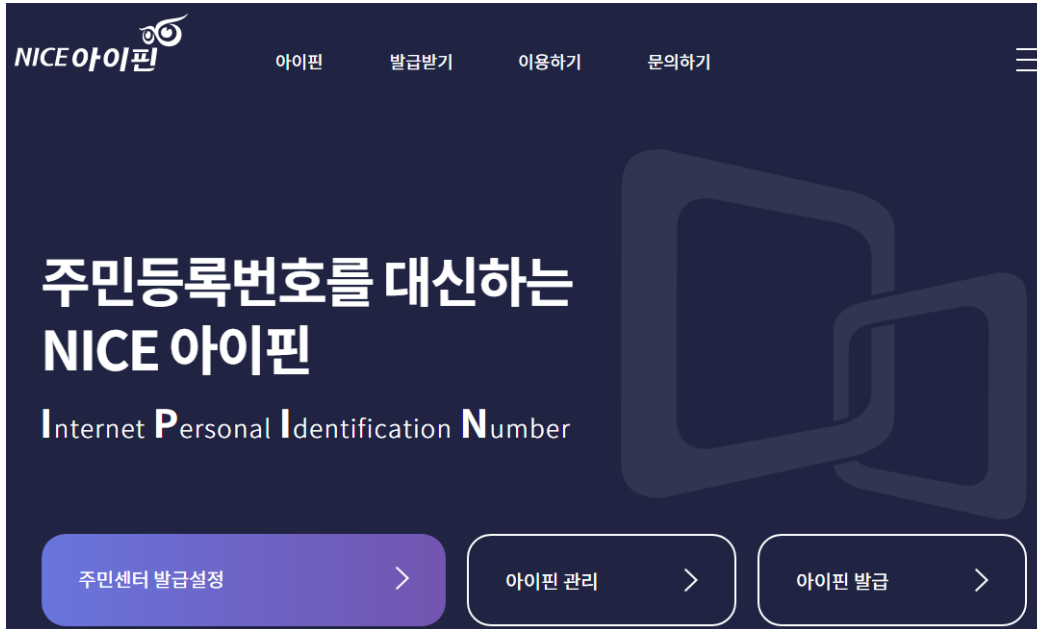 NICE 아이핀
아이핀 발급받기 이용하기 문의하기
주민등록번호를 대신하는
NICE 아이핀
Internet Personal Identification Number
주민센터 발급설정
아이핀 관리
아이핀 발급